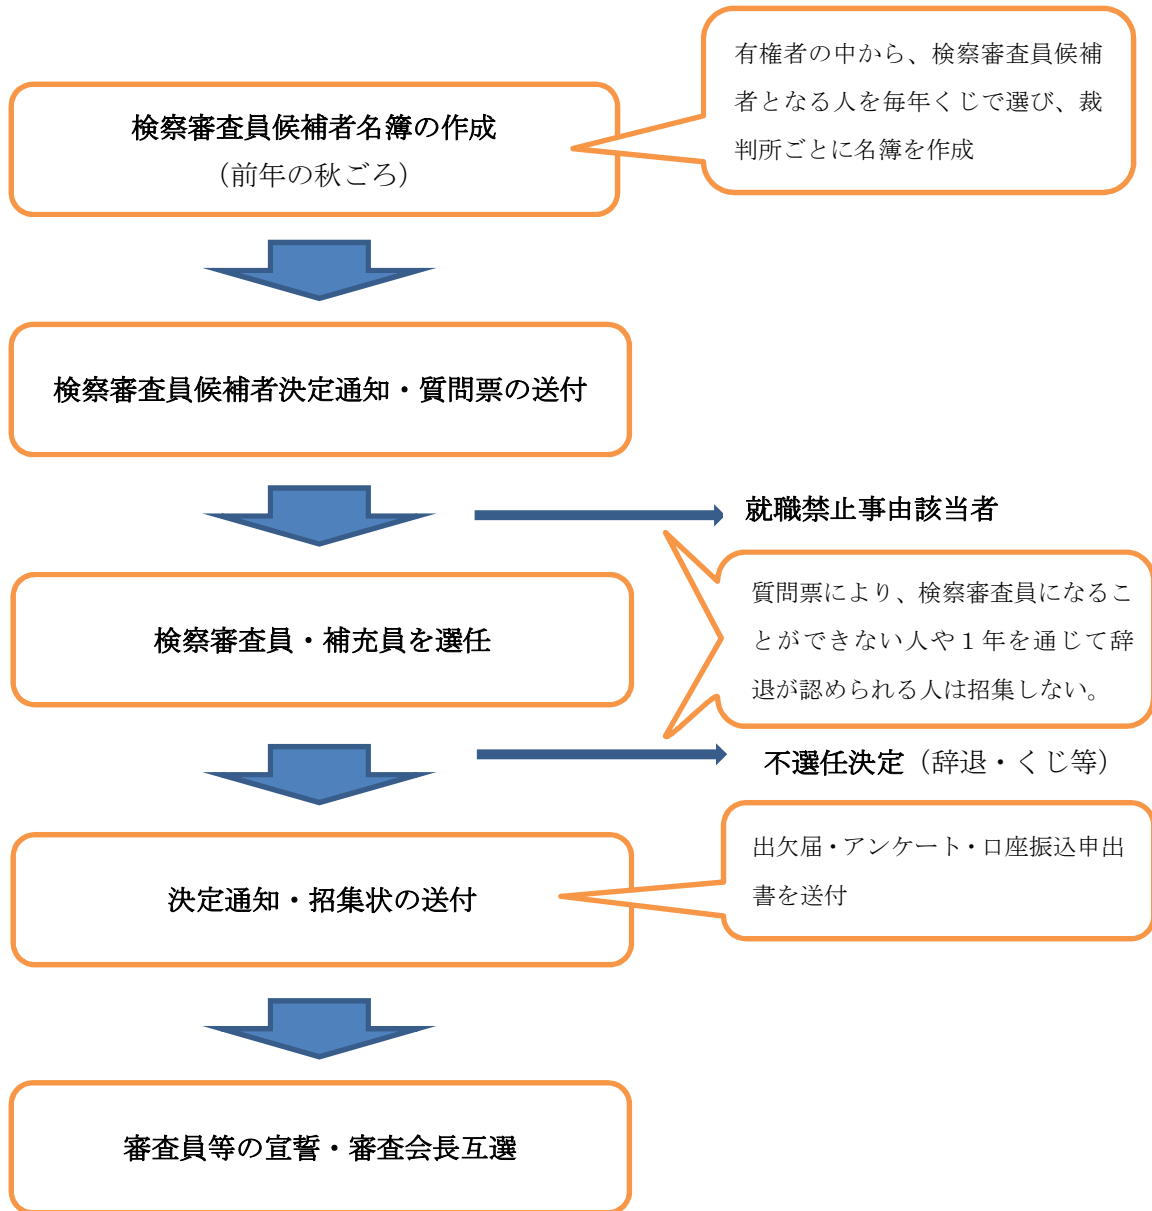 有権者の中から、検察審査員候補
者となる人を毎年くじで選び、裁
判所ごとに名簿を作成
検察審査員候補者名簿の作成
（前年の秋ごろ）
検察審査員候補者決定通知・質問票の送付
就職禁止事由該当者
質問票により、検察審査員になるこ
とができない人や１年を通じて辞
退が認められる人は招集しない。
検察審査員・補充員を選任
不選任決定（辞退・くじ等）
出欠届・アンケート・口座振込申出
書を送付
決定通知・招集状の送付
審査員等の宣誓・審査会長互選